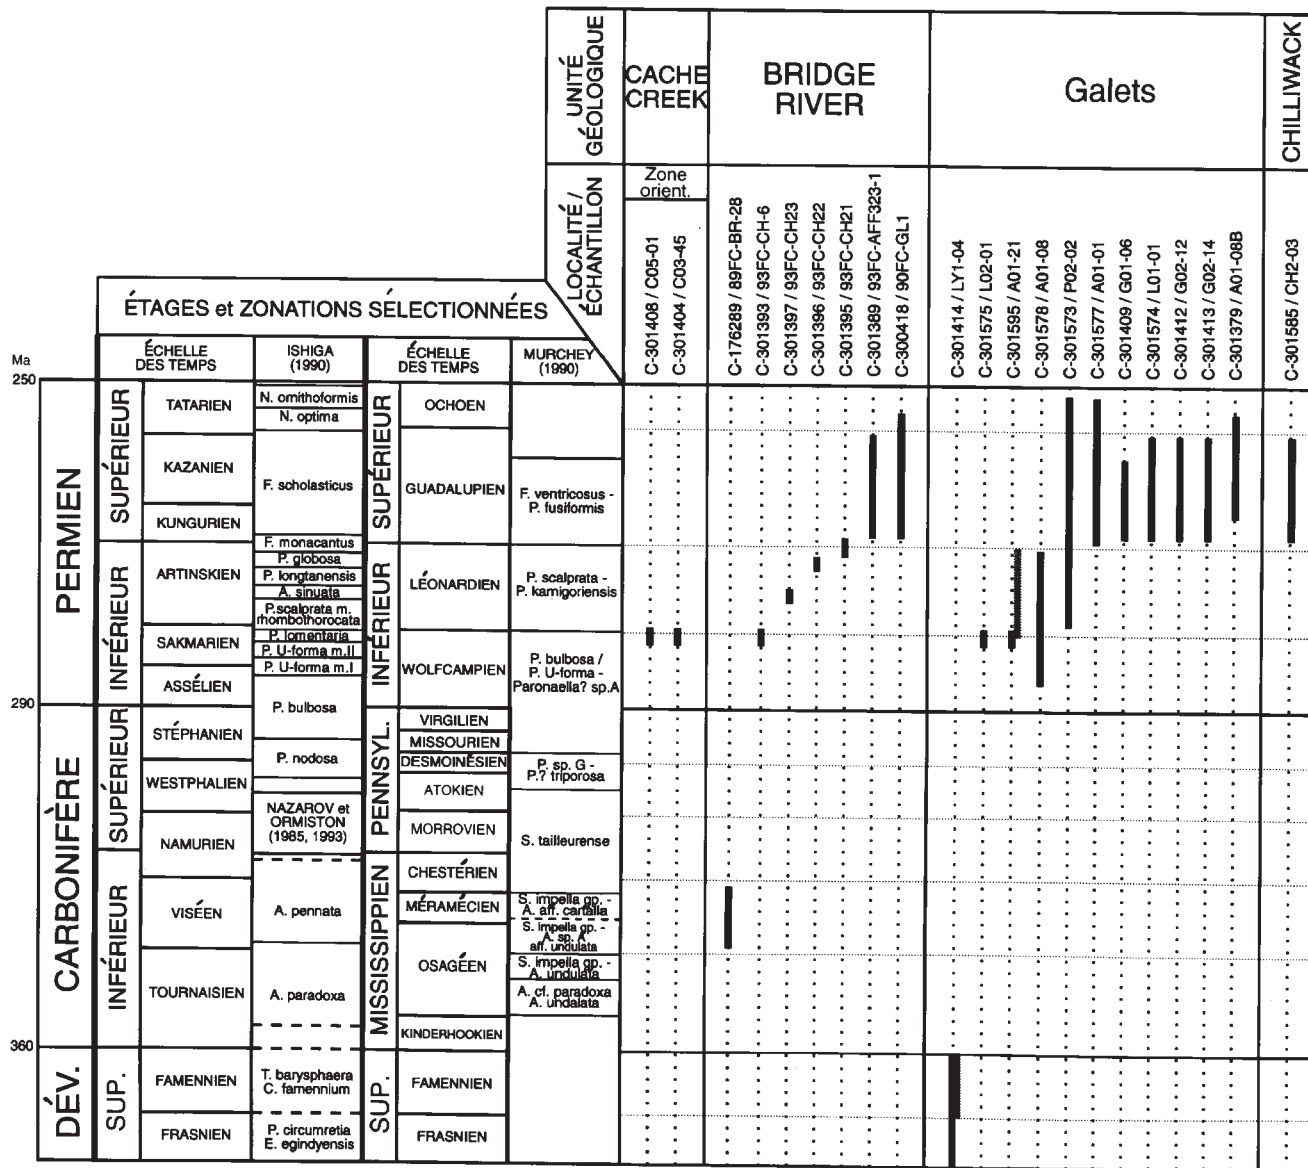 UNITÉ
GÉOLOGIQUE
CACHE
CREEK
BRIDGE
RIVER
Galets
CHILLIWACK
LOCALITÉ /
ÉCHANTILLON
Zone
orient.
C-301408 / C05-01
C-301404 / C03-45
C-176289 / 89FC-BR-28
C-301393 / 93FC-CH-6
C-301397 / 93FC-CH23
C-301396 / 93FC-CH22
C-301395 / 93FC-CH21
C-301389 / 93FC-AFF323-1
C-300418 / 90FC-GL1
C-301414 / LY1-04
C-301575 / L02-01
C-301595 / A01-21
C-301578 / A01-08
C-301573 / P02-02
C-301577 / A01-01
C-301409 / G01-06
C-301574 / L01-01
C-301412 / G02-12
C-301413 / G02-14
C-301379 / A01-08B
C-301585 / CH2-03
ÉTAGES et ZONATIONS SÉLECTIONNÉES
Ma
ÉCHELLE
DES TEMPS
ISHIGA
(1990)
ÉCHELLE
DES TEMPS
MURCHEY
(1990)
250
290
360
PERMIEN
CARBONIFÈRE
DÉV.
SUPÉRIEUR
INFÉRIEUR
SUPÉRIEUR
INFÉRIEUR
SUP.
TATARIEN
KAZANIEN
KUNGURIEN
ARTINSKIEN
SAKMARIEN
ASSÉLIEN
STÉPHANIEN
WESTPHALIEN
NAMURIEN
VISÉEN
TOURNAISIEN
FAMENNIEN
FRASNIEN
N. ornithoformis
N. optima
F. scholasticus
F. monacantus
P. globosa
P. longtanensis
A. sinuata
P.scalprata m.
rhombothorocata
P. lomentaria
P. U-forma m.II
P. U-forma m.I
P. bulbosa
P. nodosa
NAZAROV et
ORMISTON
(1985, 1993)
A. pennata
A. paradoxa
T. barysphaera
C. famennium
P. circumretia
E. egindyensis
SUPÉRIEUR
INFÉRIEUR
PENNSYL.
MISSISSIPPIEN
SUP.
OCHOEN
GUADALUPIEN
LÉONARDIEN
WOLFCAMPIEN
VIRGILIEN
MISSOURIEN
DESMOINÉSIEN
ATOKIEN
MORROVIEN
CHESTÉRIEN
MÉRAMÉCIEN
OSAGÉEN
KINDERHOOKIEN
FAMENNIEN
FRASNIEN
F. ventricosus -
P. fusiformis
P. scalprata -
P. kamigoriensis
P. bulbosa /
P. U-forma -
Paronaella? sp.A
P. sp. G -
P.? triporosa
S. tailleurense
S. impella gp. -
A. aff. cartalla
S. impella gp. -
A. sp. A
aff. undulata
S. impella gp. -
A. undulata
A. cf. paradoxa
A. undalata